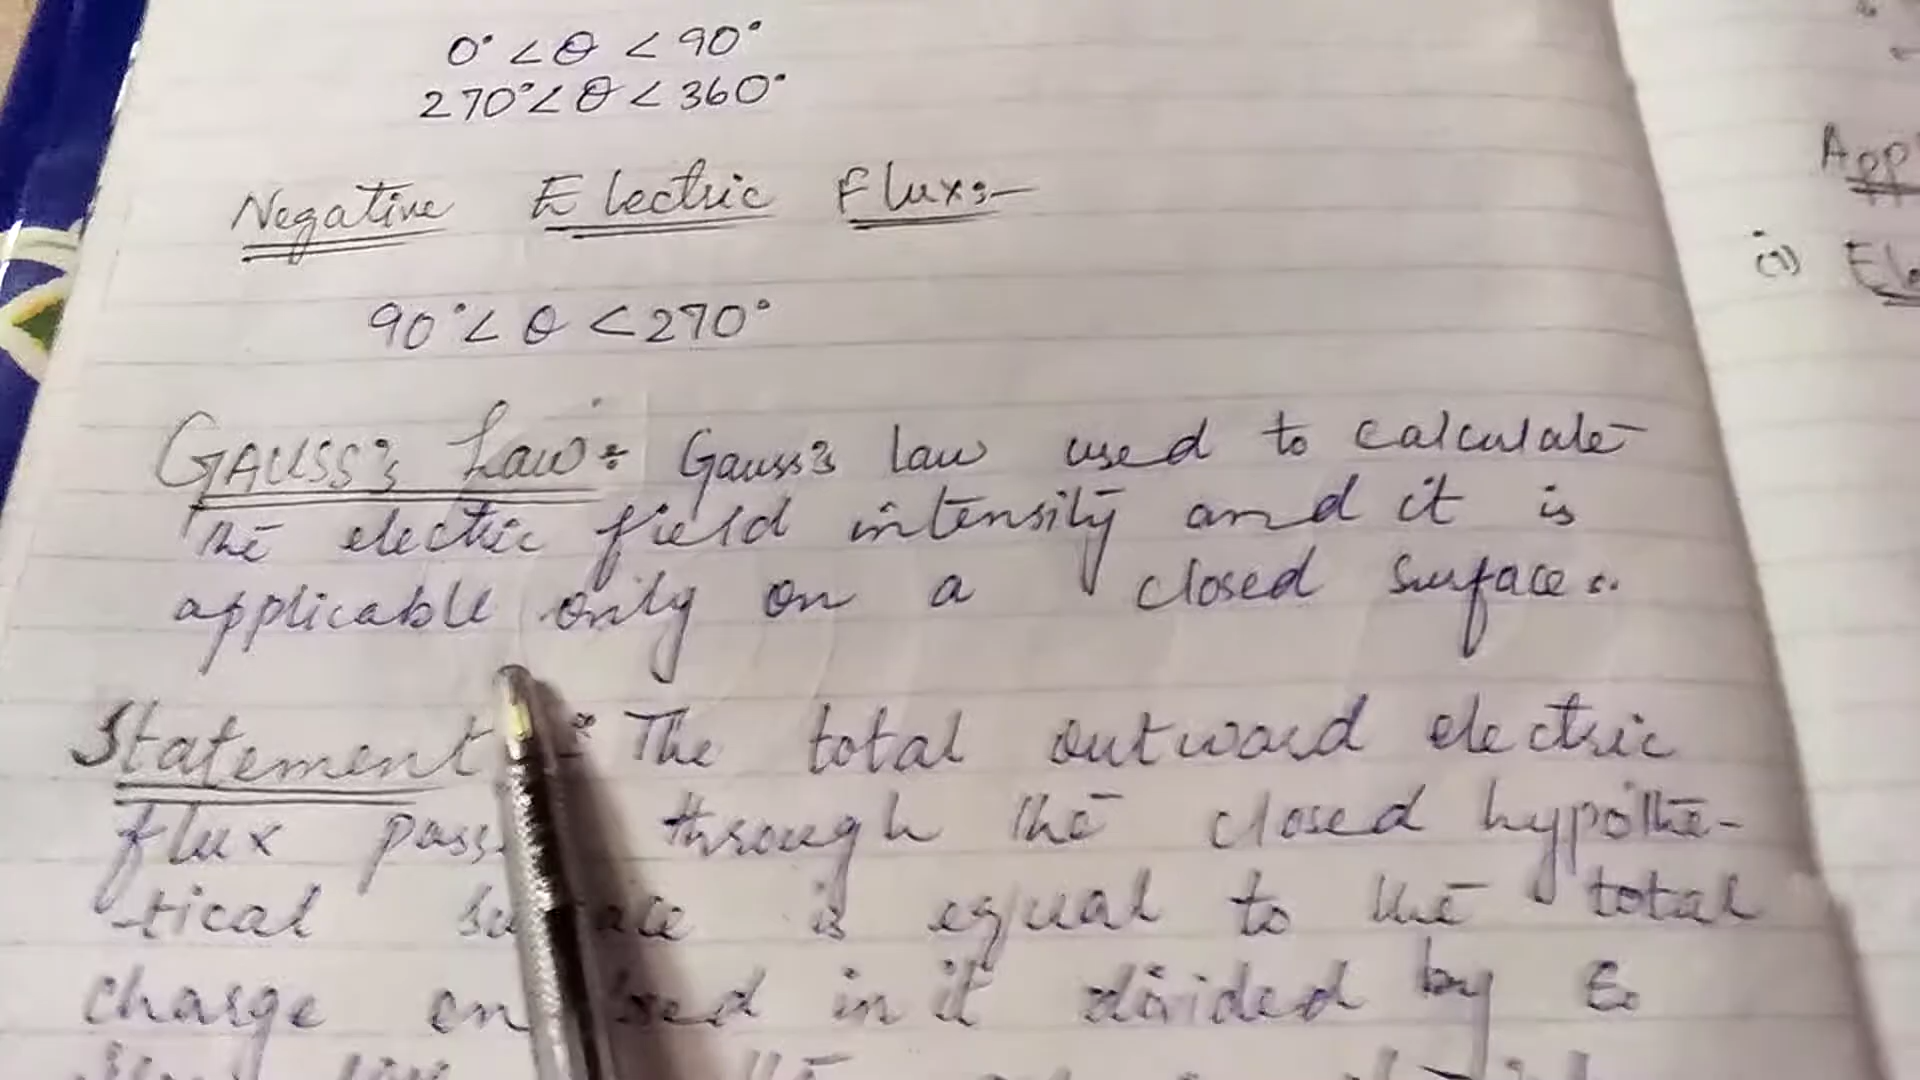 0° < θ < 90°
270° < θ < 360°
Negative Electric Flux:-
90° < θ < 270°
GAUSS's Law:- Gauss's law used to calculate
the electric field intensity and it is
applicable only on a closed surface.
Statement :- The total outward electric
flux through the closed hypothe-
-tical is equal to the total
charge in it divided by ε₀
App
(i) Ele